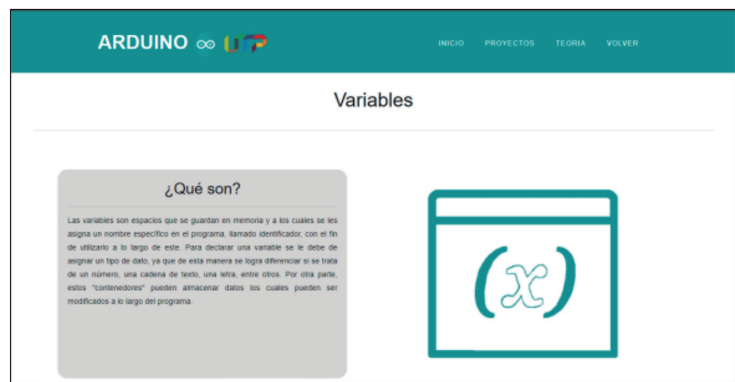 ARDUINO ∞ UTP
INICIO PROYECTOS TEORIA VOLVER
Variables
¿Qué son?
Las variables son espacios que se guardan en memoria y a los cuales se les
asigna un nombre específico en el programa, llamado identificador, con el fin
de utilizarlo a lo largo de este. Para declarar una variable se le debe de
asignar un tipo de dato, ya que de esta manera se logra diferenciar si se trata
de un número, una cadena de texto, una letra, entre otros. Por otra parte,
estos "contenedores" pueden almacenar datos los cuales pueden ser
modificados a lo largo del programa.
(x)